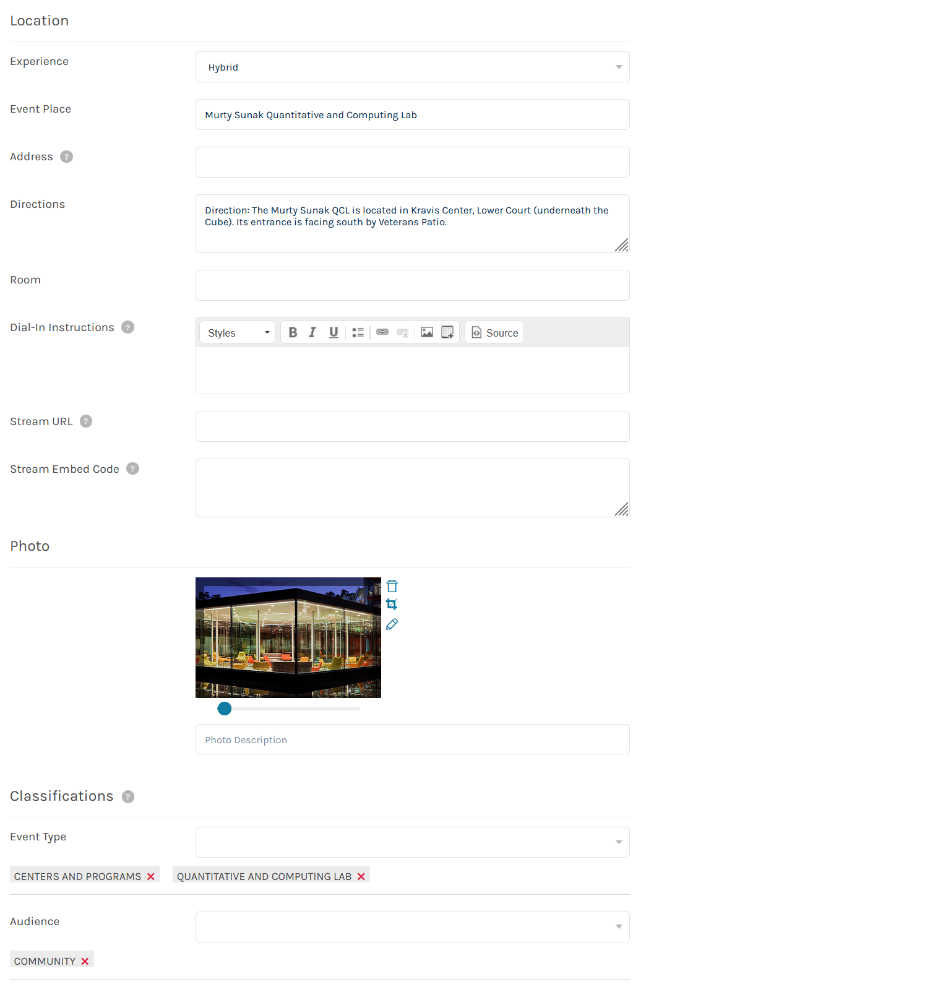 Location
Experience
Hybrid
Event Place
Murty Sunak Quantitative and Computing Lab
Address ?
Directions
Direction: The Murty Sunak QCL is located in Kravis Center, Lower Court (underneath the
Cube). Its entrance is facing south by Veterans Patio.
Room
Dial-In Instructions ?
Styles B I U Source
Stream URL ?
Stream Embed Code ?
Photo
Photo Description
Classifications ?
Event Type
CENTERS AND PROGRAMS QUANTITATIVE AND COMPUTING LAB
Audience
COMMUNITY